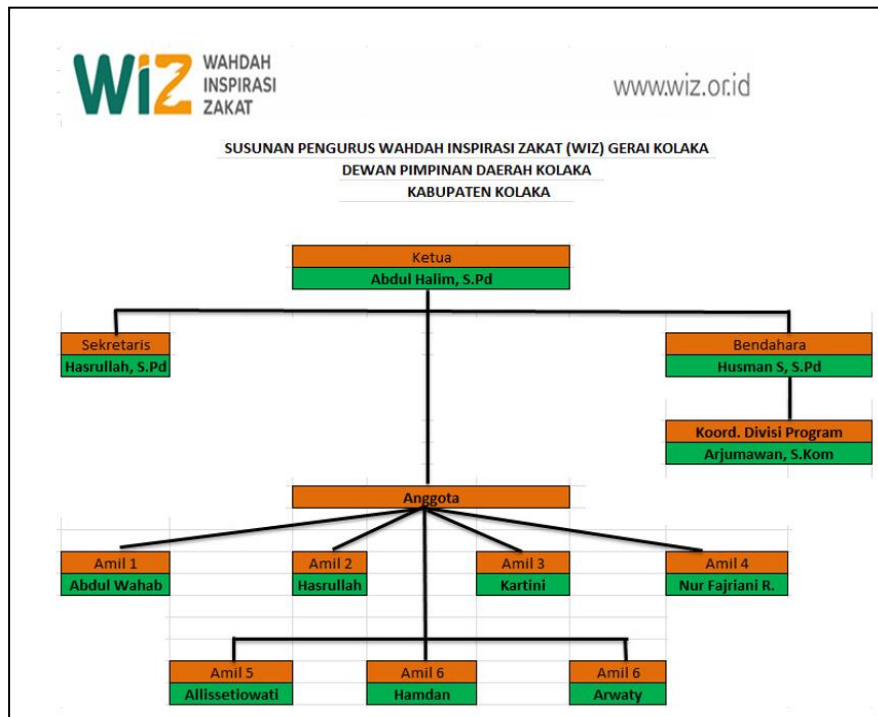 WiZ WAHDAH
INSPIRASI
ZAKAT
www.wiz.or.id
SUSUNAN PENGURUS WAHDAH INSPIRASI ZAKAT (WIZ) GERAI KOLAKA
DEWAN PIMPINAN DAERAH KOLAKA
KABUPATEN KOLAKA
Ketua
Abdul Halim, S.Pd
Sekretaris
Hasrullah, S.Pd
Bendahara
Husman S, S.Pd
Koord. Divisi Program
Arjumawan, S.Kom
Anggota
Amil 1
Abdul Wahab
Amil 2
Hasrullah
Amil 3
Kartini
Amil 4
Nur Fajriani R.
Amil 5
Allissetiowati
Amil 6
Hamdan
Amil 6
Arwaty